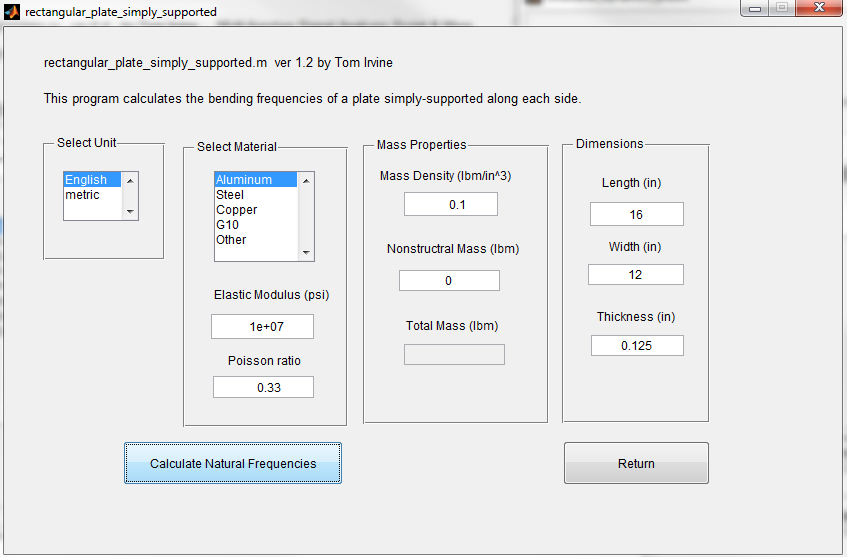 rectangular_plate_simply_supported
rectangular_plate_simply_supported.m ver 1.2 by Tom Irvine
This program calculates the bending frequencies of a plate simply-supported along each side.
Select Unit
English
metric
Select Material
Aluminum
Steel
Copper
G10
Other
Elastic Modulus (psi)
1e+07
Poisson ratio
0.33
Mass Properties
Mass Density (lbm/in^3)
0.1
Nonstructral Mass (lbm)
0
Total Mass (lbm)
Dimensions
Length (in)
16
Width (in)
12
Thickness (in)
0.125
Calculate Natural Frequencies
Return